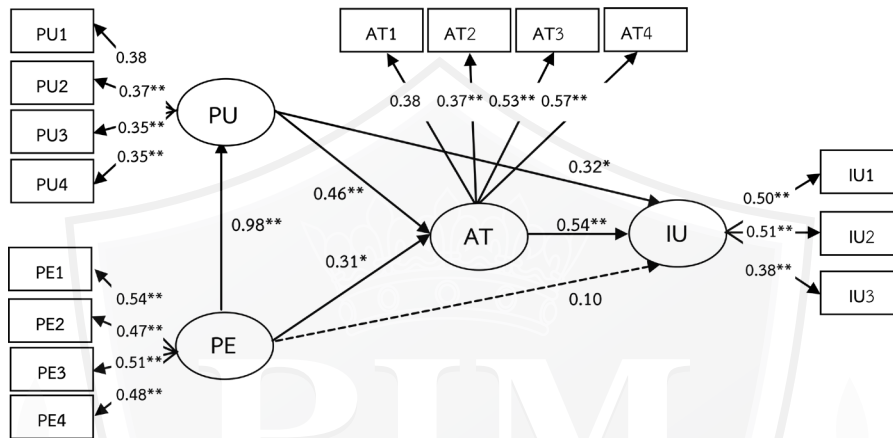 PU1
AT1 AT2 AT3 AT4
0.38
PU2
0.37**
PU
0.38 0.37** 0.53** 0.57**
PU3
0.35**
PU4
0.35**
0.32*
IU1
0.46**
0.50**
0.98**
AT
0.54**
IU
0.51**
IU2
PE1
0.31*
0.38**
IU3
0.54**
0.10
PE2
0.47**
PE
PE3
0.51**
PE4
0.48**
PIM